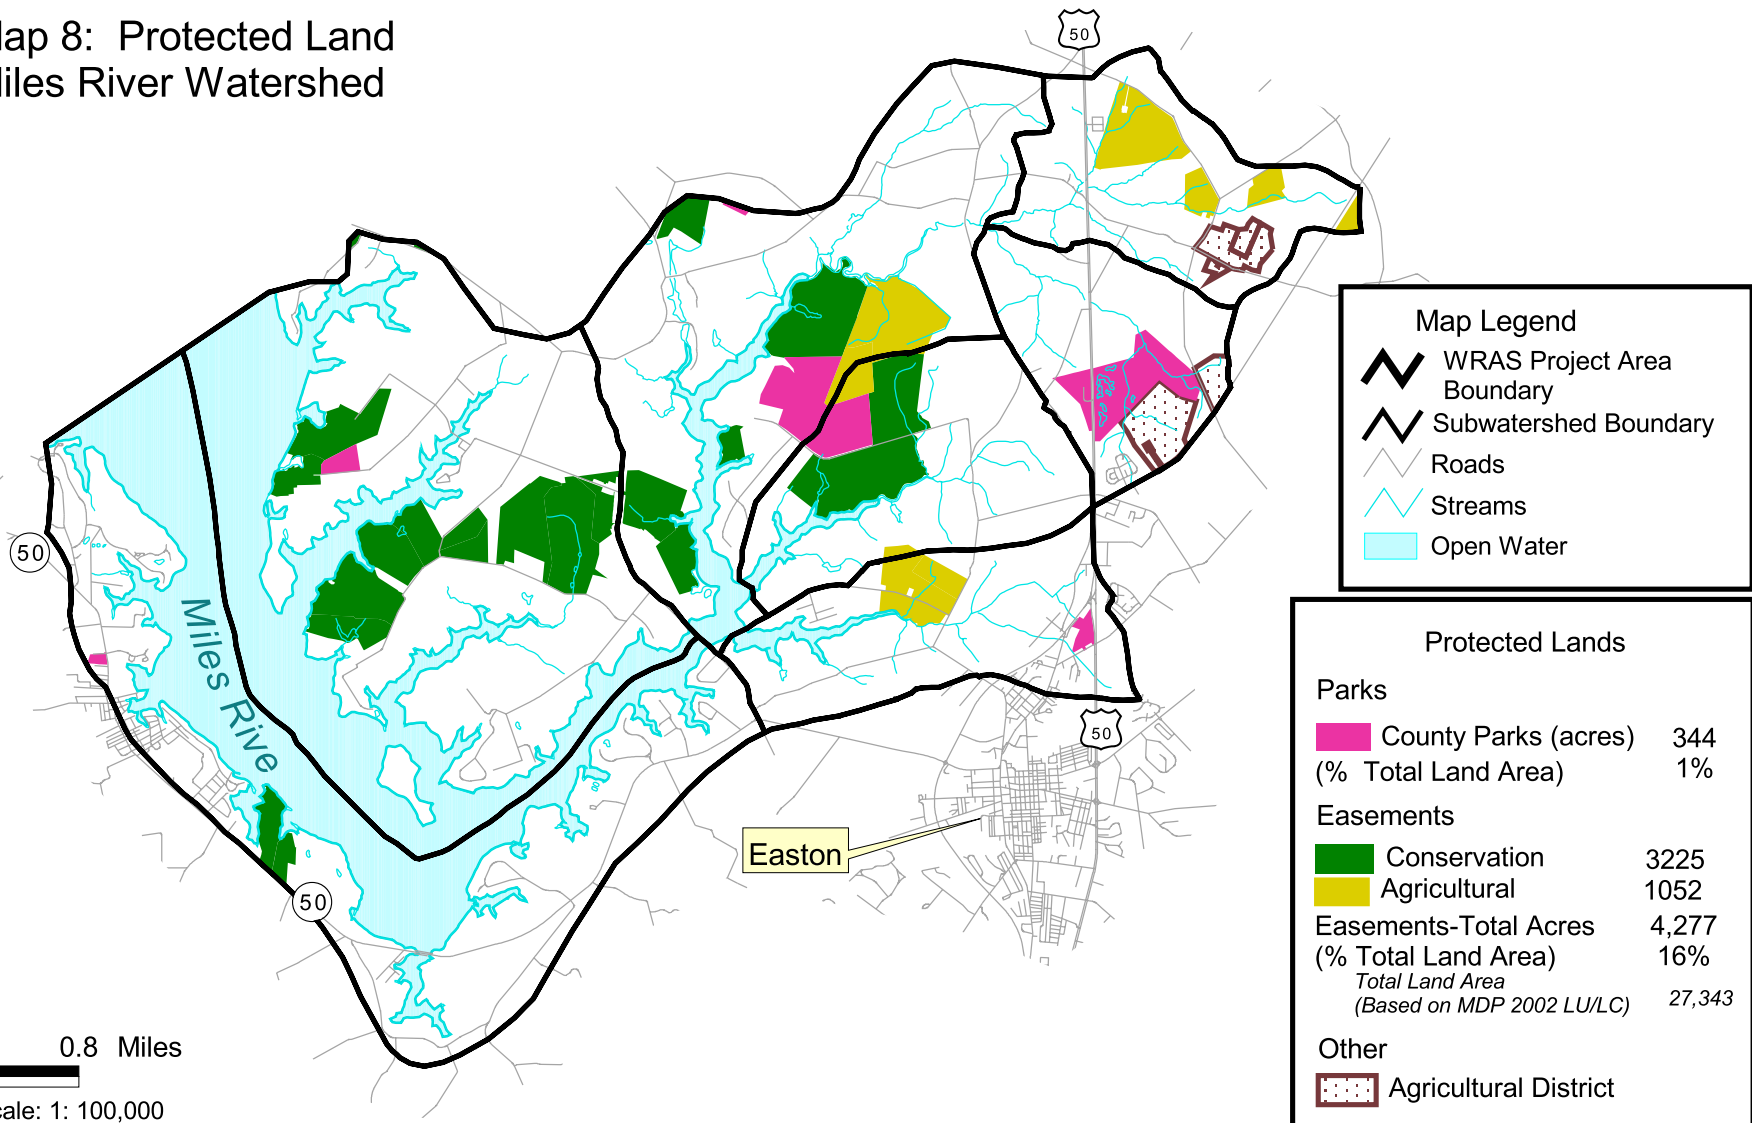 ap 8: Protected Land
iles River Watershed
50
50
Miles Rive
50
50
Easton
0.8 Miles
cale: 1: 100,000
Map Legend
WRAS Project Area
Boundary
Subwatershed Boundary
Roads
Streams
Open Water
Protected Lands
Parks
County Parks (acres) 344
(% Total Land Area) 1%
Easements
Conservation 3225
Agricultural 1052
Easements-Total Acres 4,277
(% Total Land Area) 16%
Total Land Area
(Based on MDP 2002 LU/LC) 27,343
Other
Agricultural District